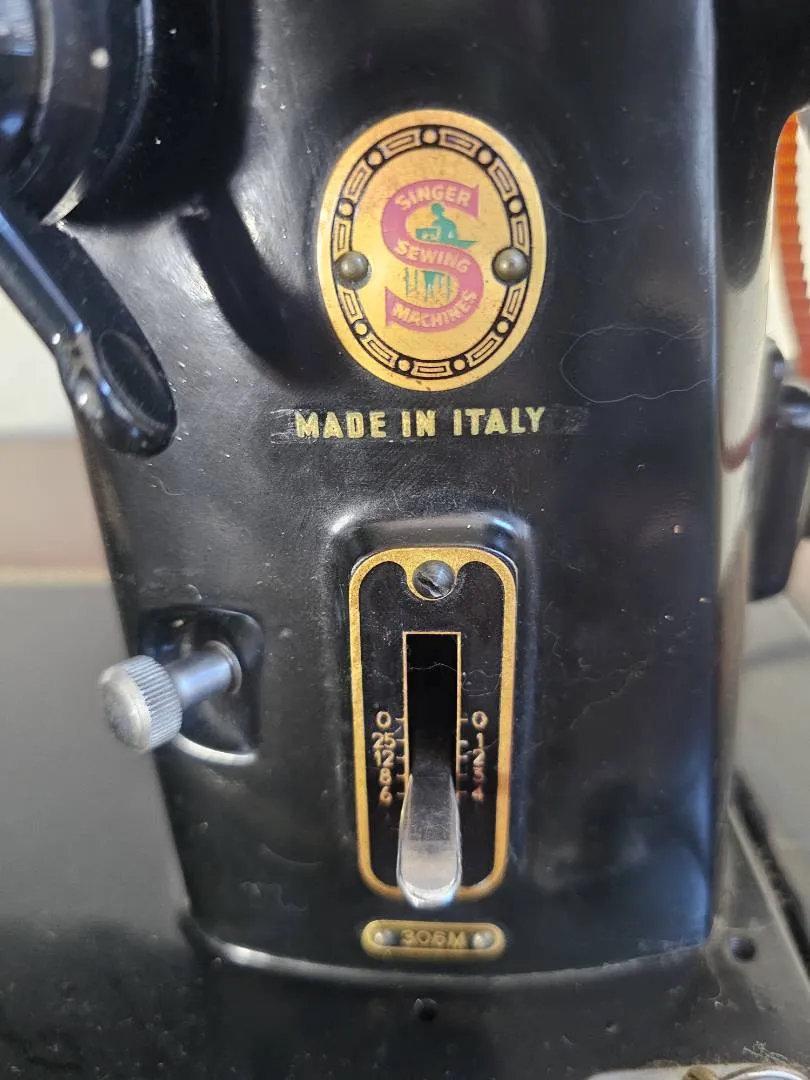 SINGER
SEWING
MACHINES
MADE IN ITALY
0 0
25 1
12 2
8 3
6 4
306M